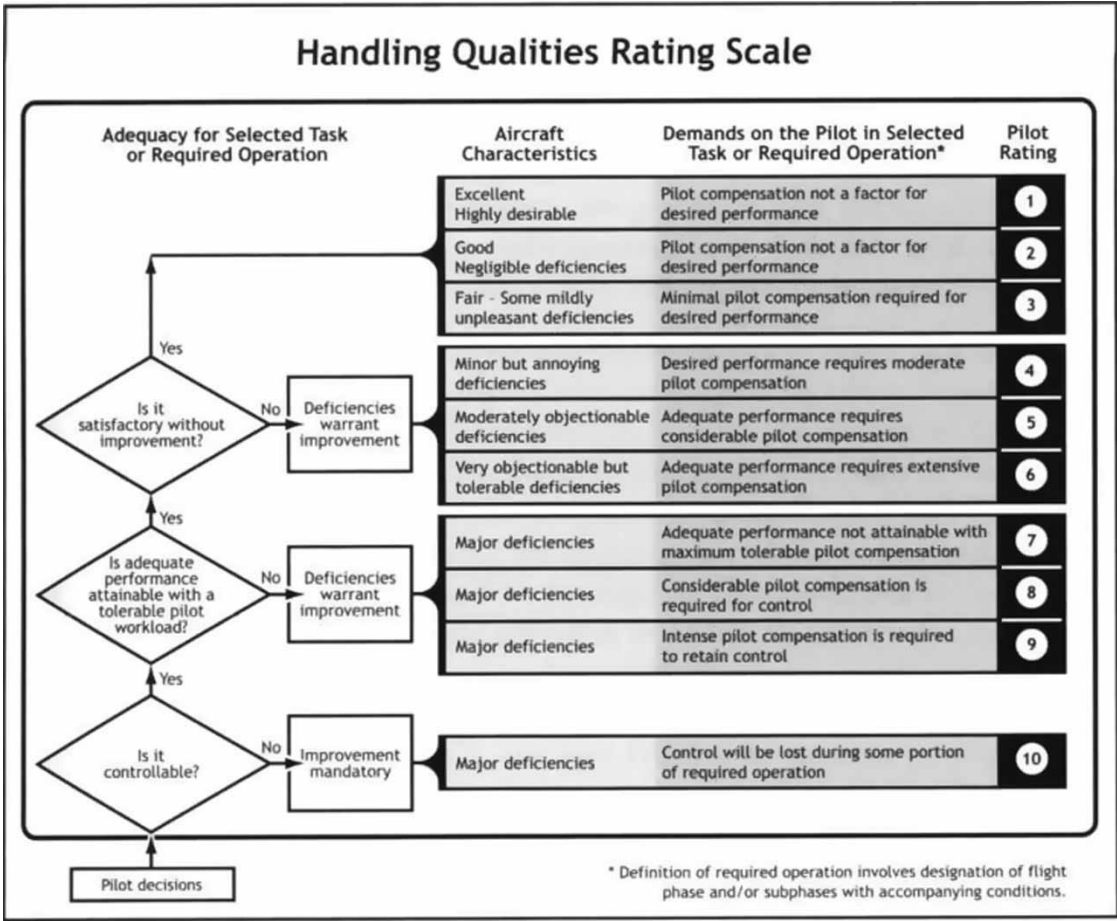 Handling Qualities Rating Scale
Adequacy for Selected Task
or Required Operation
Aircraft
Characteristics
Demands on the Pilot in Selected
Task or Required Operation*
Pilot
Rating
Excellent
Highly desirable
Pilot compensation not a factor for
desired performance
1
Good
Negligible deficiencies
Pilot compensation not a factor for
desired performance
2
Fair - Some mildly
unpleasant deficiencies
Minimal pilot compensation required for
desired performance
3
Yes
Is it
satisfactory without
improvement?
No
Deficiencies
warrant
improvement
Minor but annoying
deficiencies
Desired performance requires moderate
pilot compensation
4
Moderately objectionable
deficiencies
Adequate performance requires
considerable pilot compensation
5
Very objectionable but
tolerable deficiencies
Adequate performance requires extensive
pilot compensation
6
Yes
Is adequate
performance
attainable with a
tolerable pilot
workload?
No
Deficiencies
warrant
improvement
Major deficiencies
Adequate performance not attainable with
maximum tolerable pilot compensation
7
Major deficiencies
Considerable pilot compensation is
required for control
8
Major deficiencies
Intense pilot compensation is required
to retain control
9
Yes
Is it
controllable?
No
Improvement
mandatory
Major deficiencies
Control will be lost during some portion
of required operation
10
Pilot decisions
* Definition of required operation involves designation of flight
phase and/or subphases with accompanying conditions.